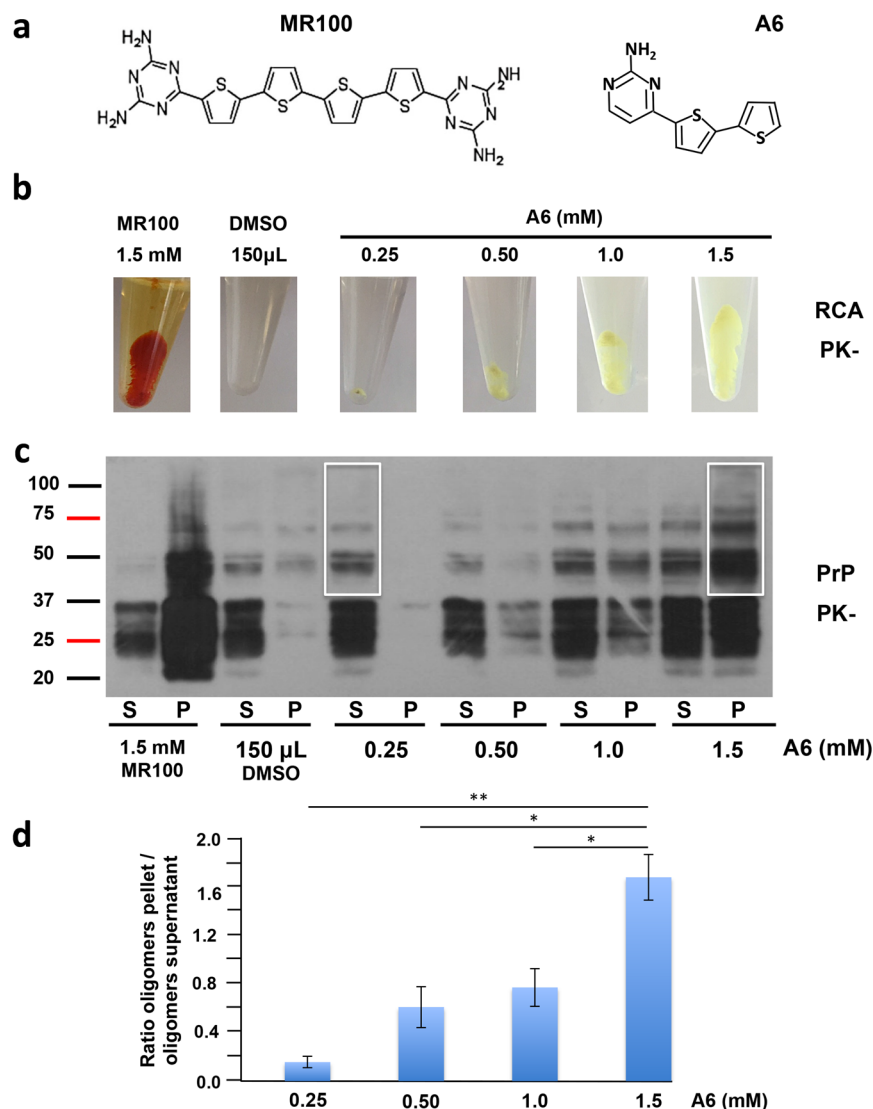 a
MR100
A6
H₂N
NH₂
N
N
N
H₂N
S
S
S
S
N
N
N
NH
NH₂
NH₂
N
N
S
S
b
MR100
1.5 mM
DMSO
150µL
A6 (mM)
0.25
0.50
1.0
1.5
RCA
PK-
c
100
75
50
37
25
20
PrP
PK-
S P S P S P S P S P S P
1.5 mM
MR100
150 µL
DMSO
0.25 0.50 1.0 1.5 A6 (mM)
d
**
*
*
Ratio oligomers pellet /
oligomers supernatant
2.0
1.6
1.2
0.8
0.4
0.0
0.25 0.50 1.0 1.5 A6 (mM)